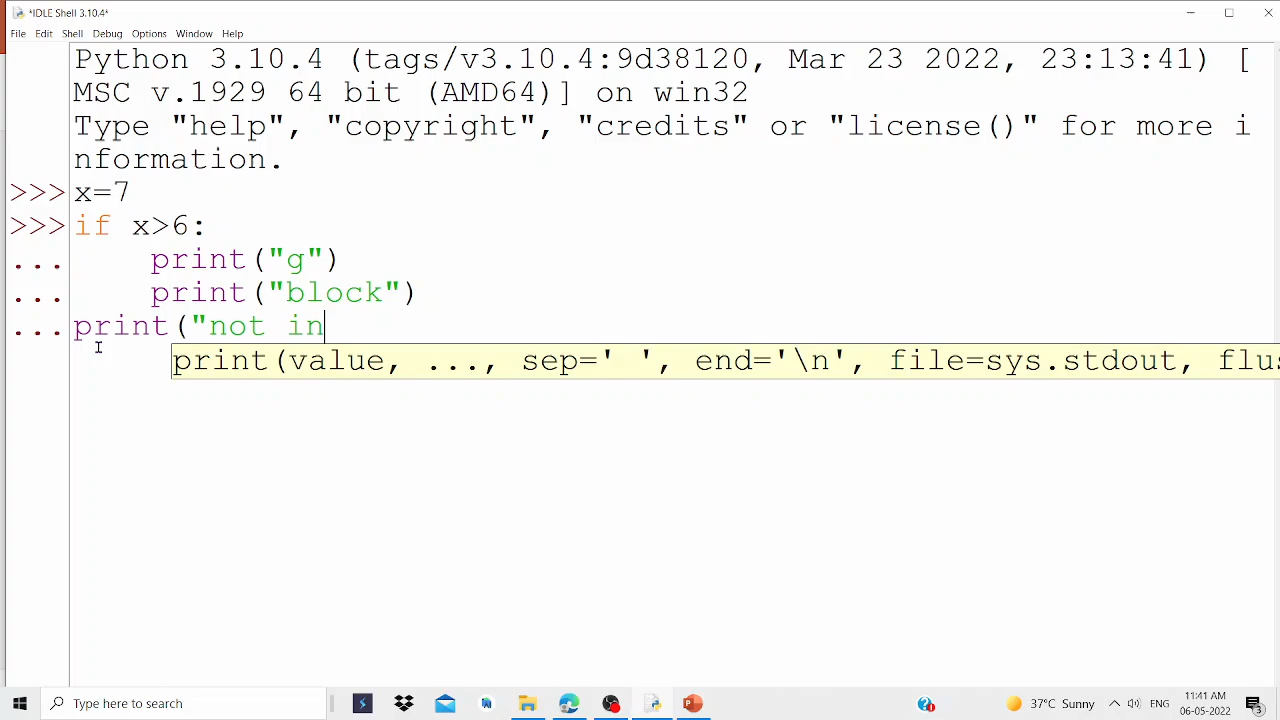 *IDLE Shell 3.10.4*
File Edit Shell Debug Options Window Help
Python 3.10.4 (tags/v3.10.4:9d38120, Mar 23 2022, 23:13:41) [
MSC v.1929 64 bit (AMD64)] on win32
Type "help", "copyright", "credits" or "license()" for more i
nformation.
>>> x=7
>>> if x>6:
... print("g")
... print("block")
... print("not in
print(value, ..., sep=' ', end='\n', file=sys.stdout, flus
Type here to search
37°C Sunny
ENG
11:41 AM
06-05-2022
3